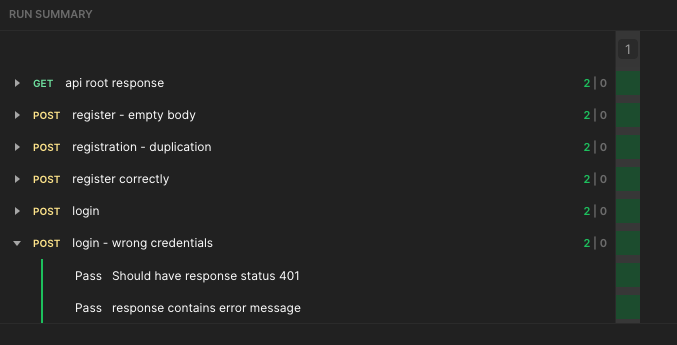 RUN SUMMARY
1
GET api root response 2 | 0
POST register - empty body 2 | 0
POST registration - duplication 2 | 0
POST register correctly 2 | 0
POST login 2 | 0
POST login - wrong credentials 2 | 0
Pass Should have response status 401
Pass response contains error message